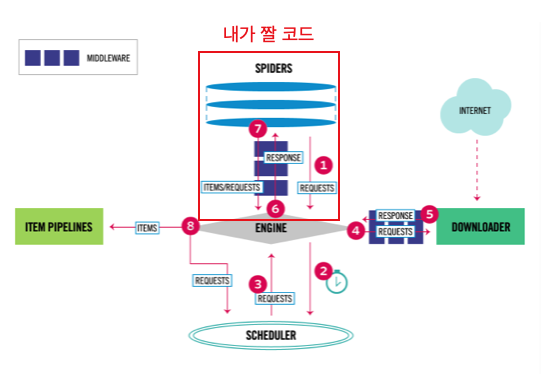 내가 짤 코드
MIDDLEWARE
SPIDERS
INTERNET
7
RESPONSE
1
ITEMS/REQUESTS
REQUESTS
6
ITEM PIPELINES
ITEMS
8
ENGINE
4
RESPONSE
5
REQUESTS
DOWNLOADER
2
3
REQUESTS
REQUESTS
SCHEDULER